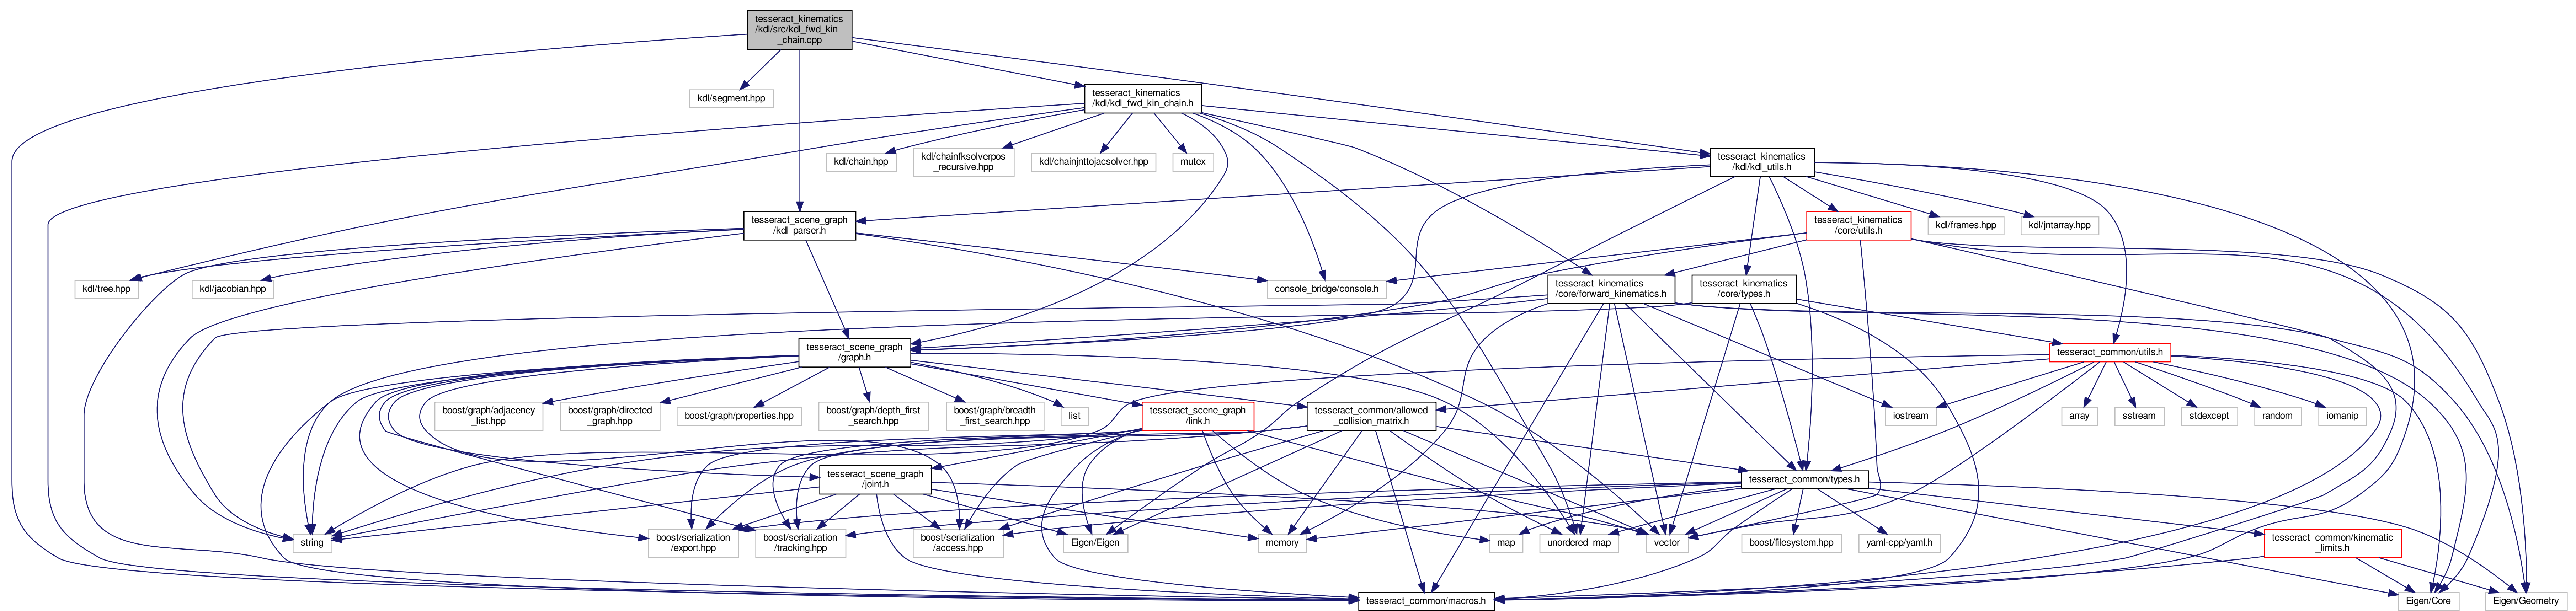 tesseract_kinematics
/kdl/src/kdl_fwd_kin
_chain.cpp
kdl/segment.hpp
tesseract_kinematics
/kdl/kdl_fwd_kin_chain.h
kdl/chain.hpp
kdl/chainfksolverpos
_recursive.hpp
kdl/chainjnttojacsolver.hpp
mutex
tesseract_kinematics
/kdl/kdl_utils.h
tesseract_scene_graph
/kdl_parser.h
tesseract_kinematics
/core/utils.h
kdl/frames.hpp
kdl/jntarray.hpp
kdl/tree.hpp
kdl/jacobian.hpp
console_bridge/console.h
tesseract_kinematics
/core/forward_kinematics.h
tesseract_kinematics
/core/types.h
tesseract_scene_graph
/graph.h
tesseract_common/utils.h
boost/graph/adjacency
_list.hpp
boost/graph/directed
_graph.hpp
boost/graph/properties.hpp
boost/graph/depth_first
_search.hpp
boost/graph/breadth
_first_search.hpp
list
tesseract_scene_graph
/link.h
tesseract_common/allowed
_collision_matrix.h
iostream
array
sstream
stdexcept
random
iomanip
tesseract_scene_graph
/joint.h
tesseract_common/types.h
string
boost/serialization
/export.hpp
boost/serialization
/tracking.hpp
boost/serialization
/access.hpp
Eigen/Eigen
memory
map
unordered_map
vector
boost/filesystem.hpp
yaml-cpp/yaml.h
tesseract_common/kinematic
_limits.h
tesseract_common/macros.h
Eigen/Core
Eigen/Geometry